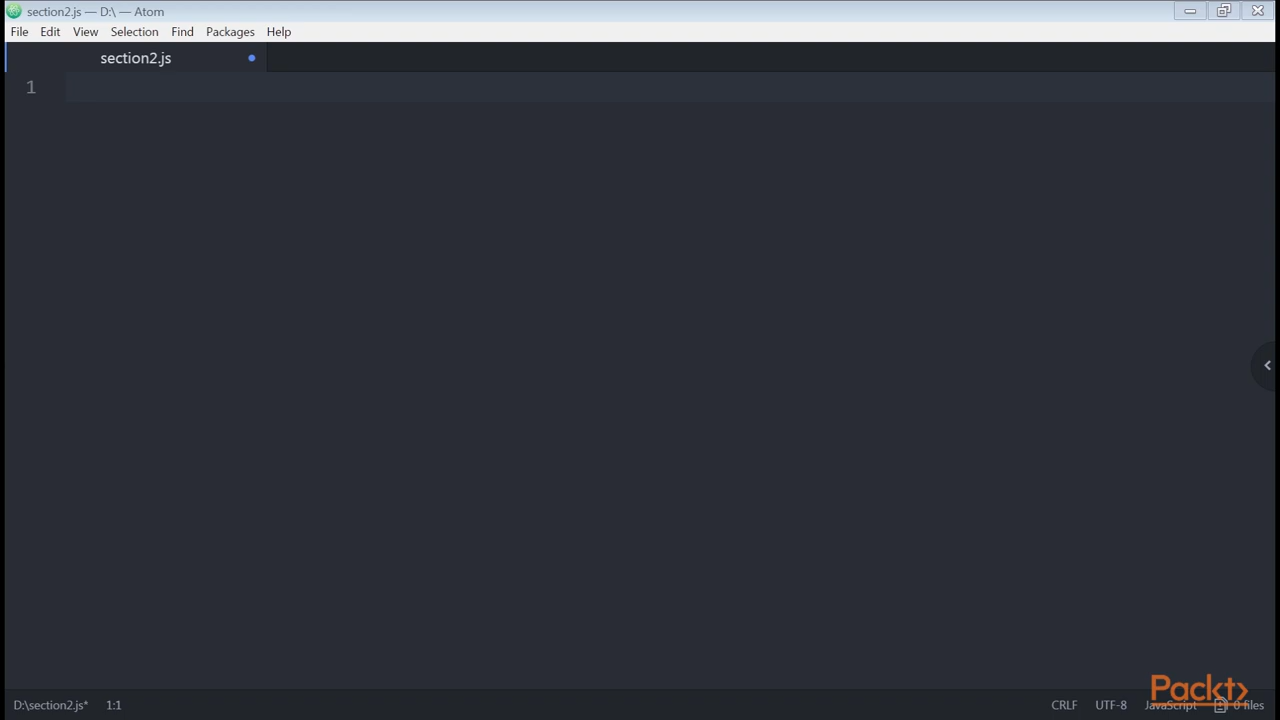 section2.js — D:\ — Atom
File Edit View Selection Find Packages Help
section2.js
1
D:\section2.js* 1:1 CRLF UTF-8 JavaScript 0 files
Packt